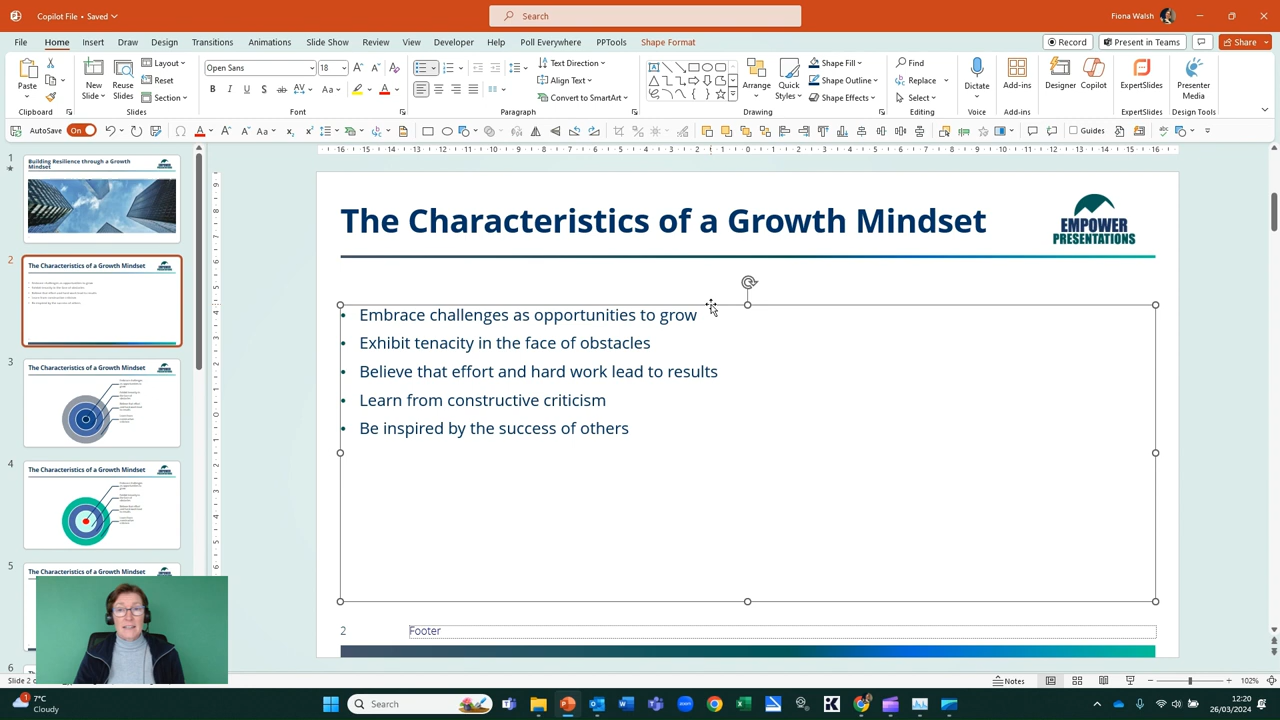 Copilot File • Saved
Search
Fiona Walsh
File Home Insert Draw Design Transitions Animations Slide Show Review View Developer Help Poll Everywhere PPTools Shape Format
Record
Present in Teams
Share
Paste
Clipboard
New Slide
Reuse Slides
Layout
Reset
Section
Slides
Open Sans
18
Font
Text Direction
Align Text
Convert to SmartArt
Paragraph
Arrange
Quick Styles
Shape Fill
Shape Outline
Shape Effects
Drawing
Find
Replace
Select
Editing
Dictate
Voice
Add-ins
Add-ins
Designer
Copilot
ExpertSlides
ExpertSlides
Presenter Media
Design Tools
AutoSave On
Guides
1
Building Resilience through a Growth Mindset
2
The Characteristics of a Growth Mindset
3
The Characteristics of a Growth Mindset
4
The Characteristics of a Growth Mindset
5
The Characteristics of a Growth Mindset
6
The Characteristics of a Growth Mindset
EMPOWER
PRESENTATIONS
• Embrace challenges as opportunities to grow
• Exhibit tenacity in the face of obstacles
• Believe that effort and hard work lead to results
• Learn from constructive criticism
• Be inspired by the success of others
2 Footer
Slide 2
Notes
102%
7°C
Cloudy
Search
12:20
26/03/2024